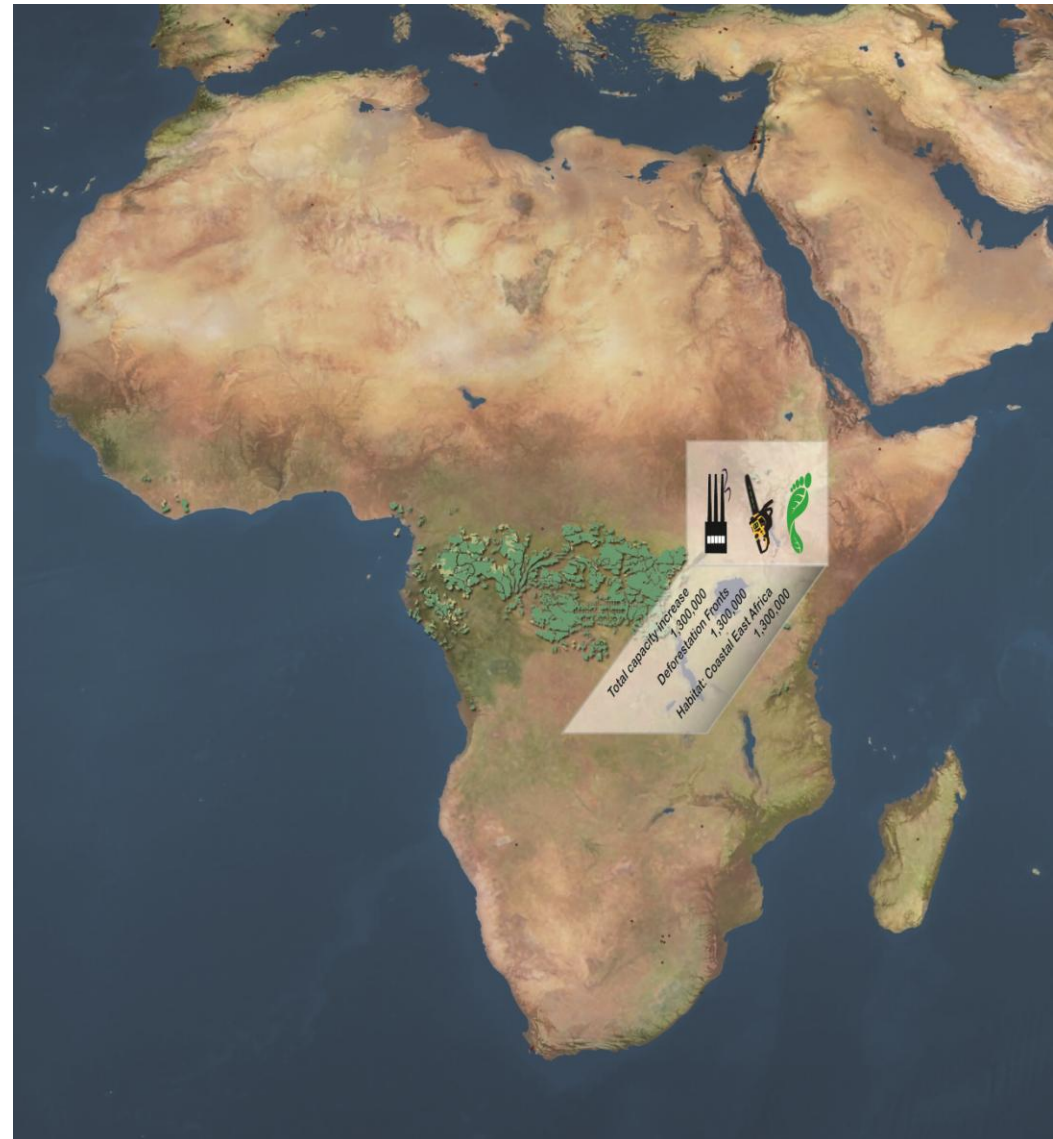 Total capacity increase
1,300,000
Deforestation Fronts
1,300,000
Habitat: Coastal East Africa
1,300,000